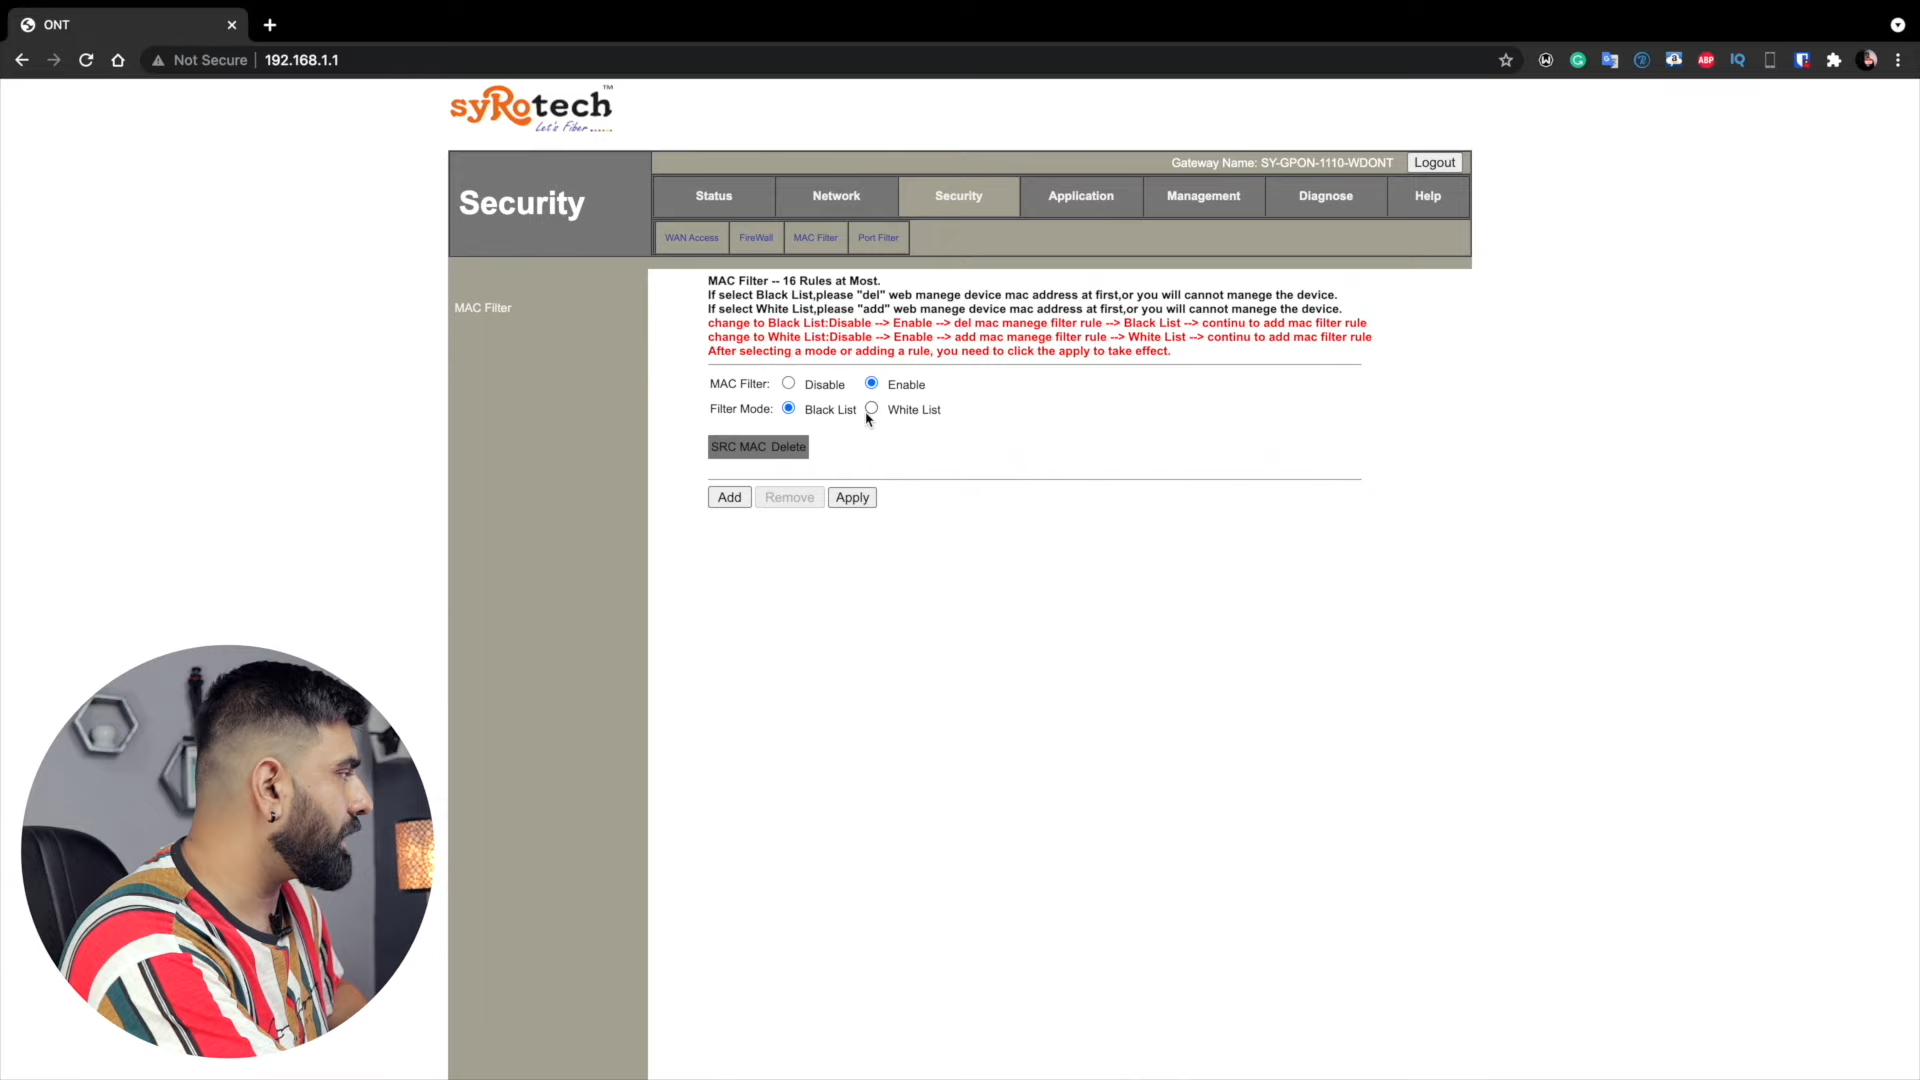 ONT
Not Secure 192.168.1.1
ABP
IQ
syRotech™
Let's Fiber......
Gateway Name: SY-GPON-1110-WDONT Logout
Security
Status Network Security Application Management Diagnose Help
WAN Access FireWall MAC Filter Port Filter
MAC Filter
MAC Filter -- 16 Rules at Most.
If select Black List,please "del" web manege device mac address at first,or you will cannot manege the device.
If select White List,please "add" web manege device mac address at first,or you will cannot manege the device.
change to Black List:Disable --> Enable --> del mac manege filter rule --> Black List --> continu to add mac filter rule
change to White List:Disable --> Enable --> add mac manege filter rule --> White List --> continu to add mac filter rule
After selecting a mode or adding a rule, you need to click the apply to take effect.
MAC Filter: Disable Enable
Filter Mode: Black List White List
SRC MAC Delete
Add Remove Apply